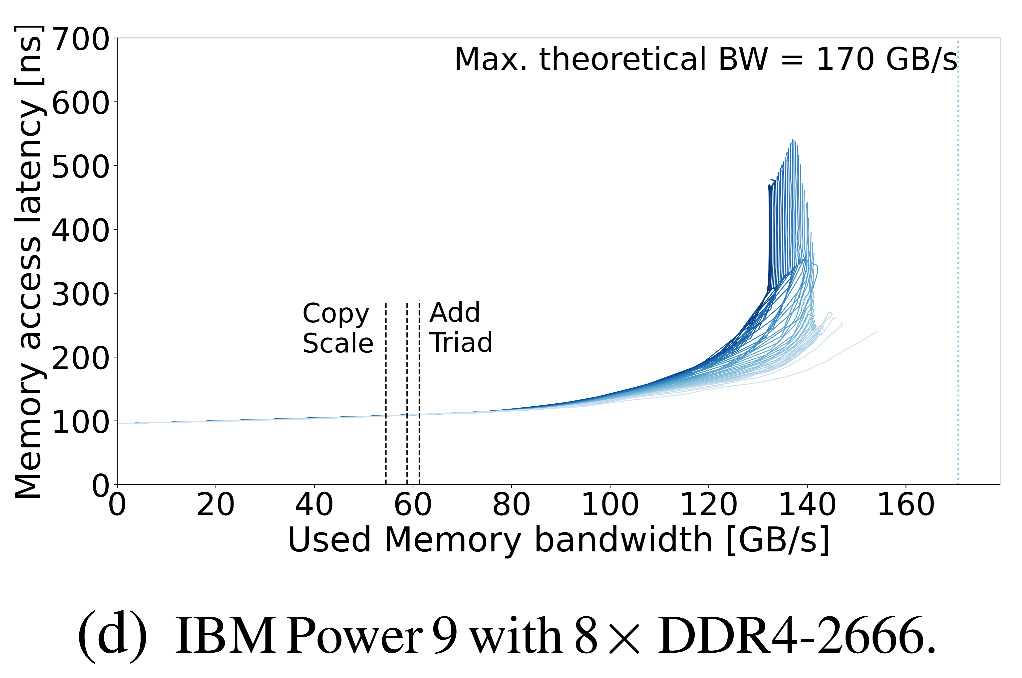 Memory access latency [ns]
700
600
500
400
300
200
100
0
Max. theoretical BW = 170 GB/s
Copy
Scale
Add
Triad
0 20 40 60 80 100 120 140 160
Used Memory bandwidth [GB/s]
(d) IBM Power 9 with 8× DDR4-2666.